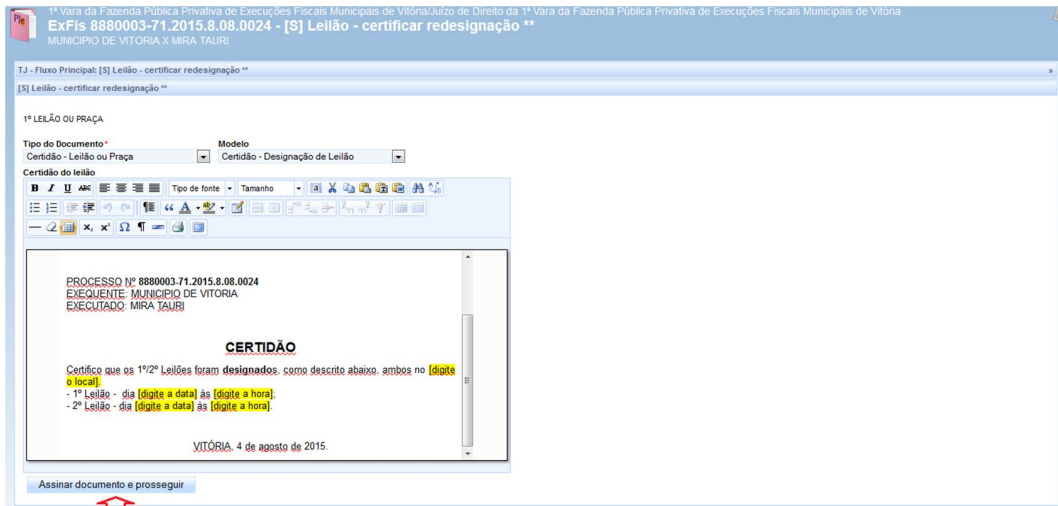 PJe
1ª Vara da Fazenda Pública Privativa de Execuções Fiscais Municipais de Vitória/Juízo de Direito da 1ª Vara da Fazenda Pública Privativa de Execuções Fiscais Municipais de Vitória
ExFis 8880003-71.2015.8.08.0024 - [S] Leilão - certificar redesignação **
MUNICIPIO DE VITORIA X MIRA TAURI
TJ - Fluxo Principal: [S] Leilão - certificar redesignação ** »
[S] Leilão - certificar redesignação **
1º LEILÃO OU PRAÇA
Tipo do Documento* Modelo
Certidão - Leilão ou Praça Certidão - Designação de Leilão
Certidão do leilão
B I U ABC Tipo de fonte Tamanho
PROCESSO Nº 8880003-71.2015.8.08.0024
EXEQUENTE: MUNICIPIO DE VITORIA
EXECUTADO: MIRA TAURI
CERTIDÃO
Certifico que os 1º/2º Leilões foram designados, como descrito abaixo, ambos no [digite
o local].
- 1º Leilão - dia [digite a data] às [digite a hora];
- 2º Leilão - dia [digite a data] às [digite a hora].
VITÓRIA, 4 de agosto de 2015.
Assinar documento e prosseguir